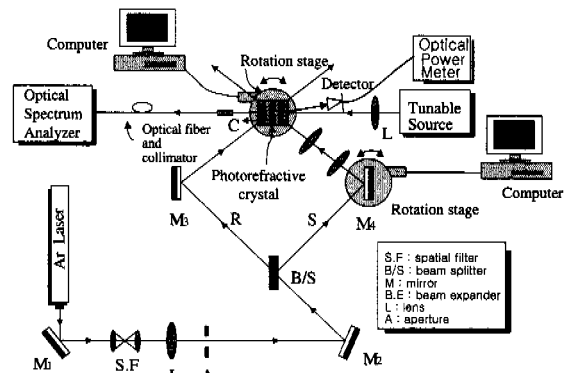 Computer
Rotation stage
Optical
Power
Meter
Detector
Optical
Spectrum
Analyzer
Tunable
Source
C
L
Optical fiber
and
collimator
Photorefractive
crystal
Computer
M3
M4
Rotation stage
R
S
Ar Laser
B/S
S.F : spatial filter
B/S : beam splitter
M : mirror
B.E : beam expander
L : lens
A : aperture
M1
S.F
M2